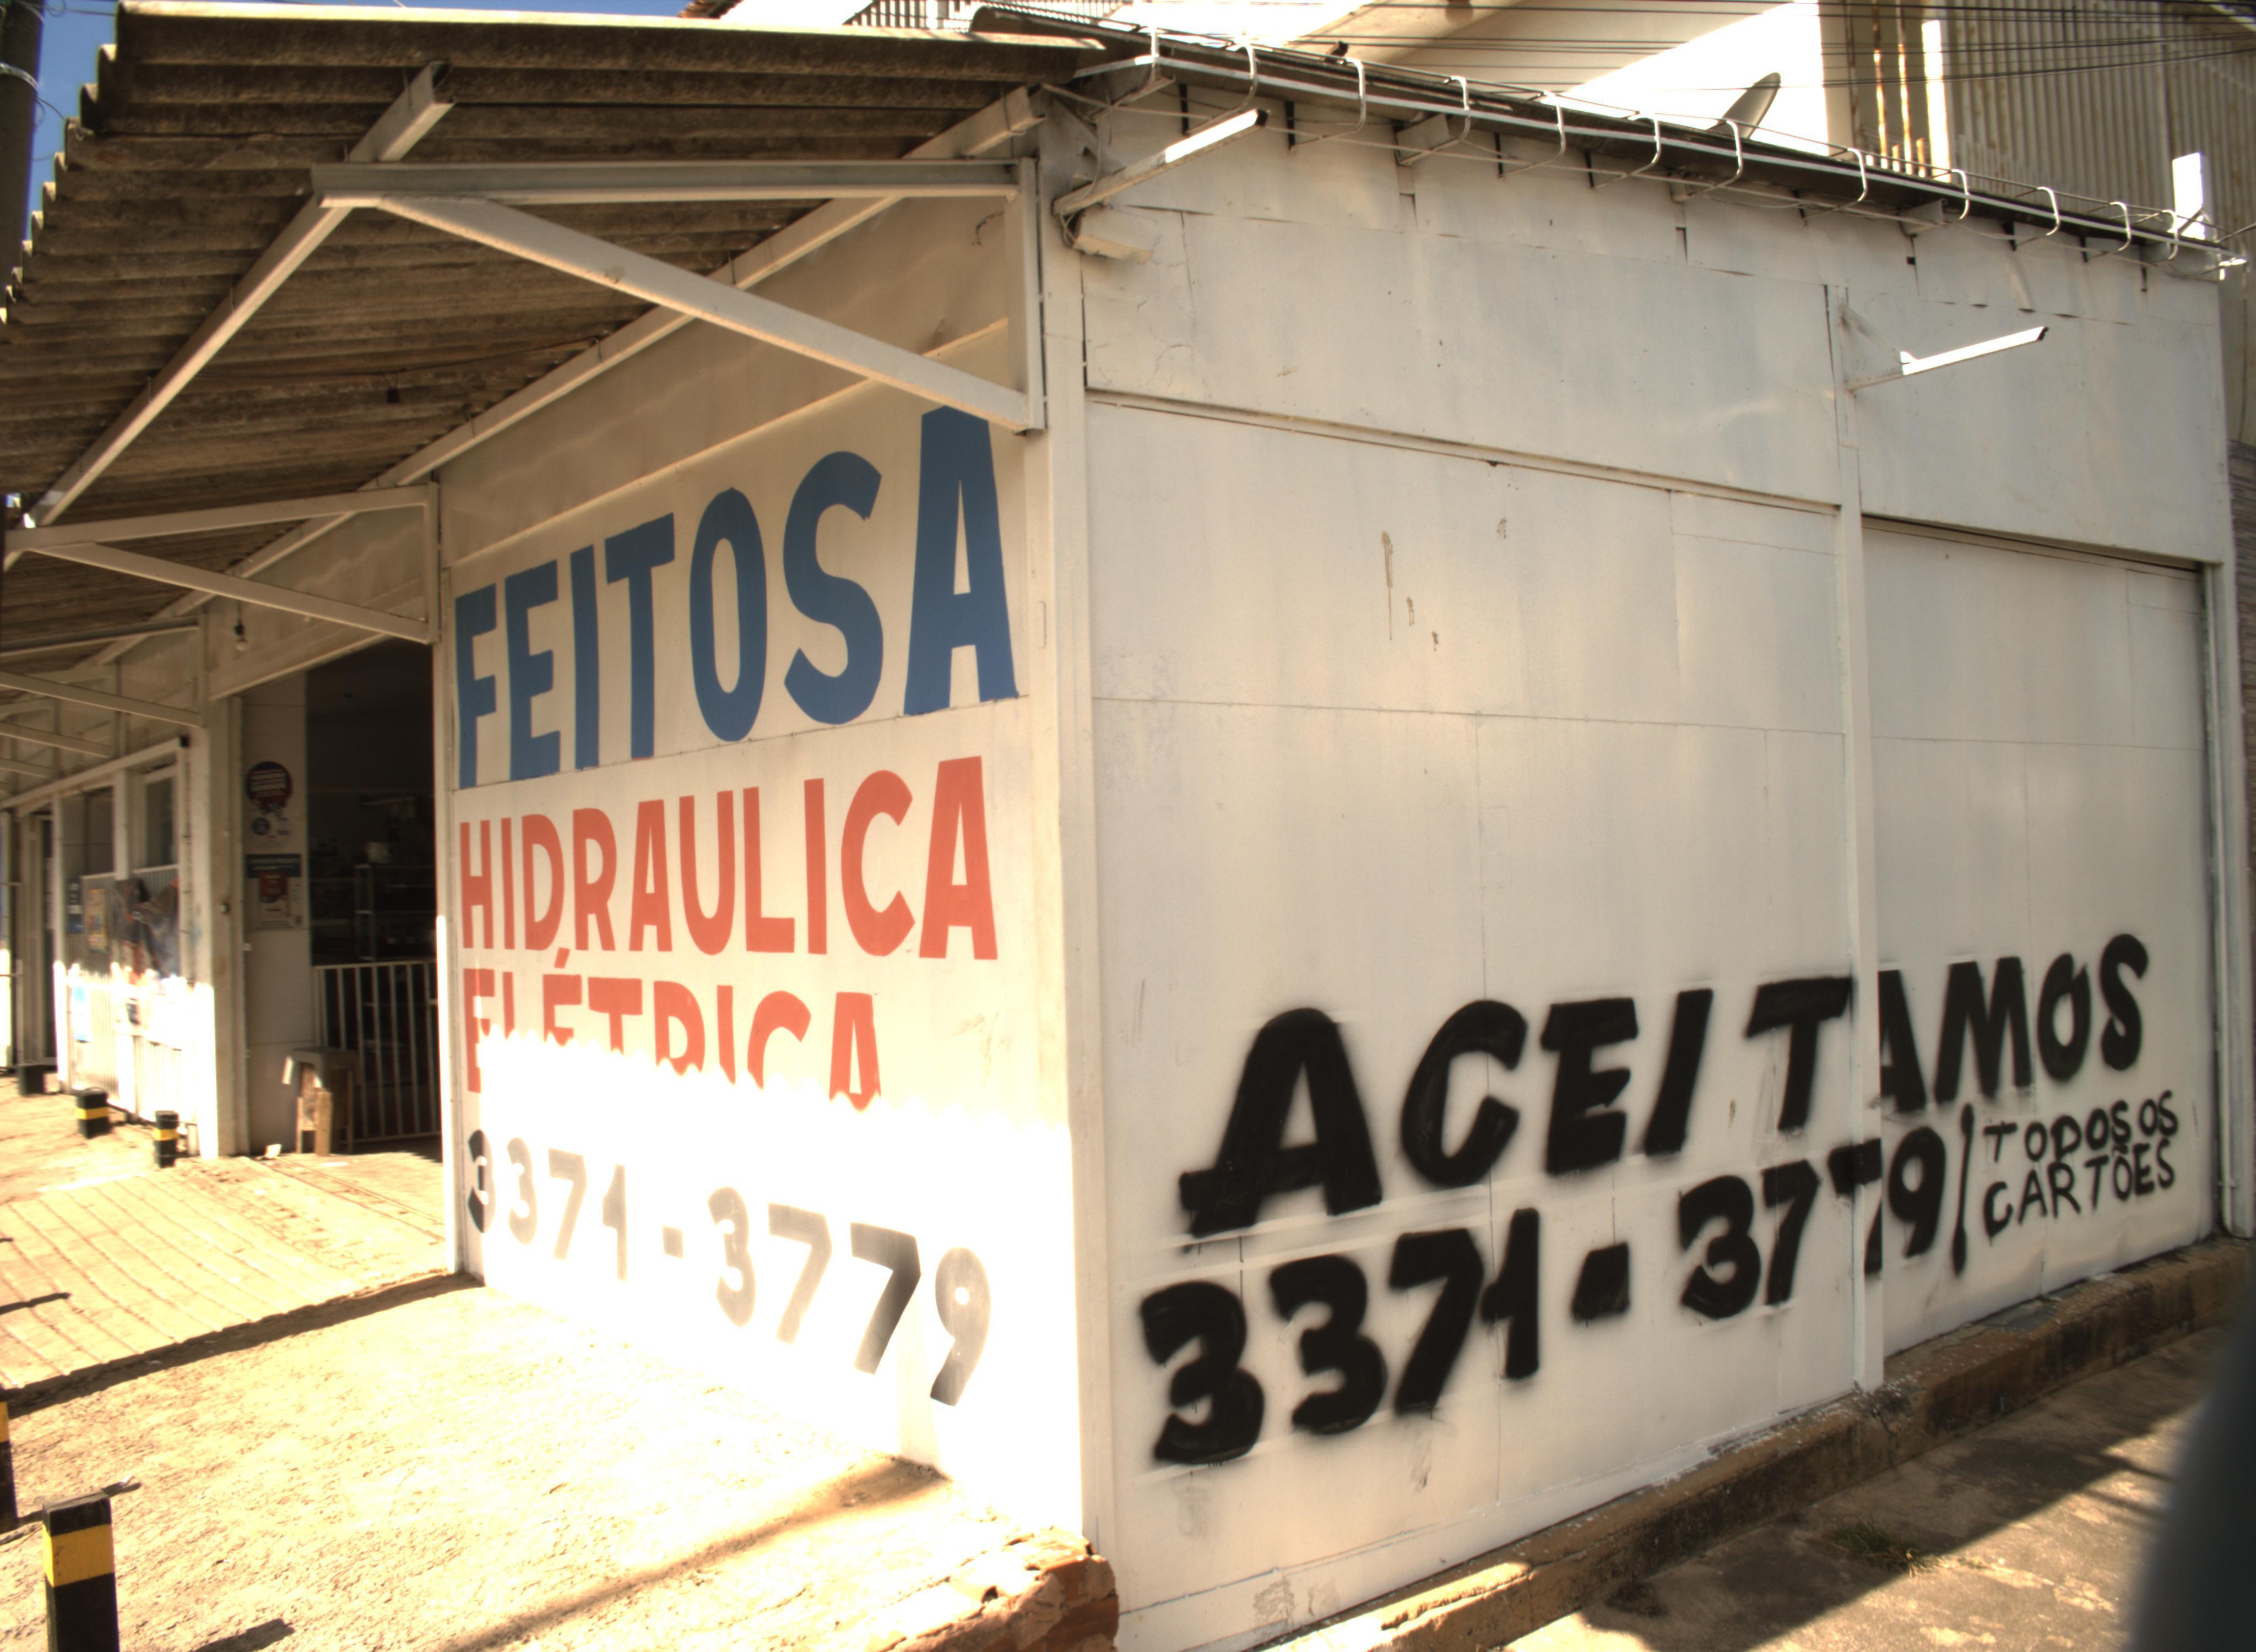 FEITOSA
HIDRAULICA
ELÉTRICA
3371-3779
ACEITAMOS
3371-3779/
TODOS OS
CARTÕES